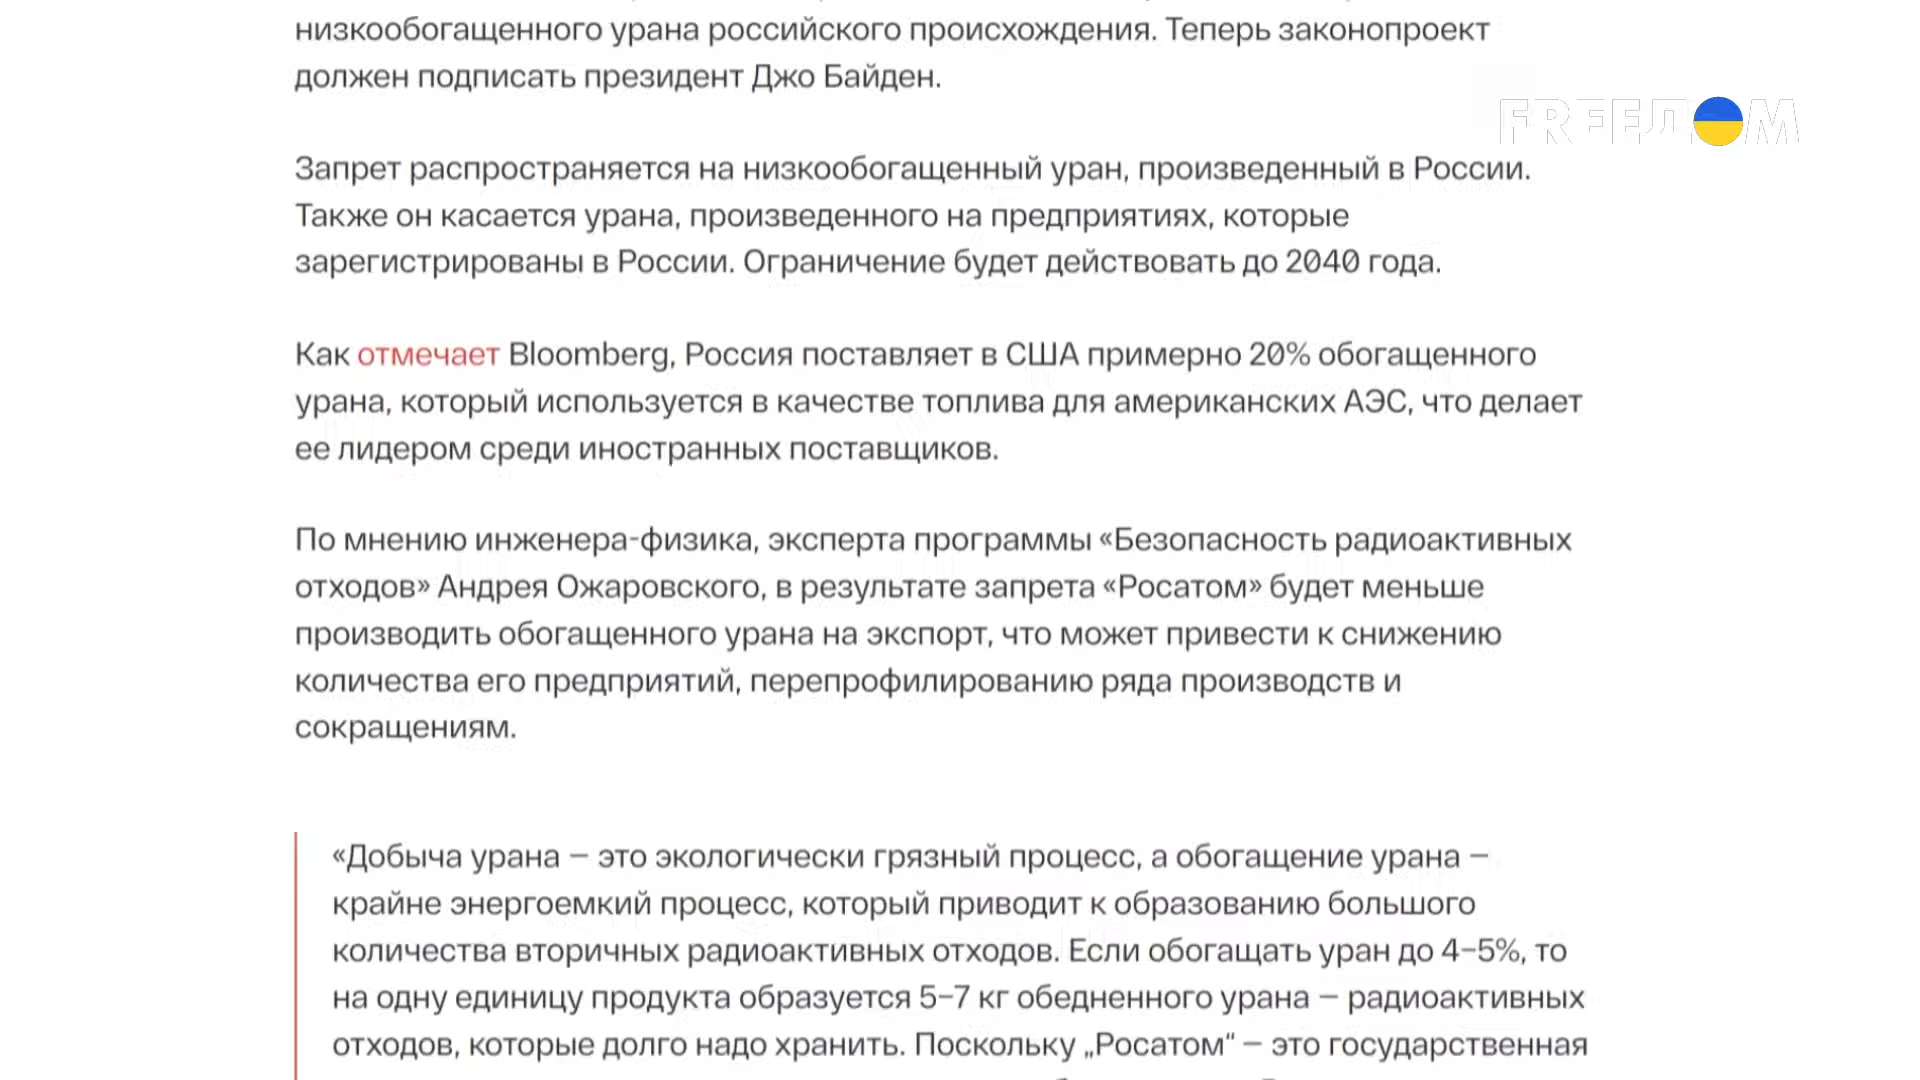 низкообогащенного урана российского происхождения. Теперь законопроект
должен подписать президент Джо Байден.
FREEДOM
Запрет распространяется на низкообогащенный уран, произведенный в России.
Также он касается урана, произведенного на предприятиях, которые
зарегистрированы в России. Ограничение будет действовать до 2040 года.
Как отмечает Bloomberg, Россия поставляет в США примерно 20% обогащенного
урана, который используется в качестве топлива для американских АЭС, что делает
ее лидером среди иностранных поставщиков.
По мнению инженера-физика, эксперта программы «Безопасность радиоактивных
отходов» Андрея Ожаровского, в результате запрета «Росатом» будет меньше
производить обогащенного урана на экспорт, что может привести к снижению
количества его предприятий, перепрофилированию ряда производств и
сокращениям.
«Добыча урана — это экологически грязный процесс, а обогащение урана —
крайне энергоемкий процесс, который приводит к образованию большого
количества вторичных радиоактивных отходов. Если обогащать уран до 4–5%, то
на одну единицу продукта образуется 5–7 кг обедненного урана — радиоактивных
отходов, которые долго надо хранить. Поскольку „Росатом“ — это государственная